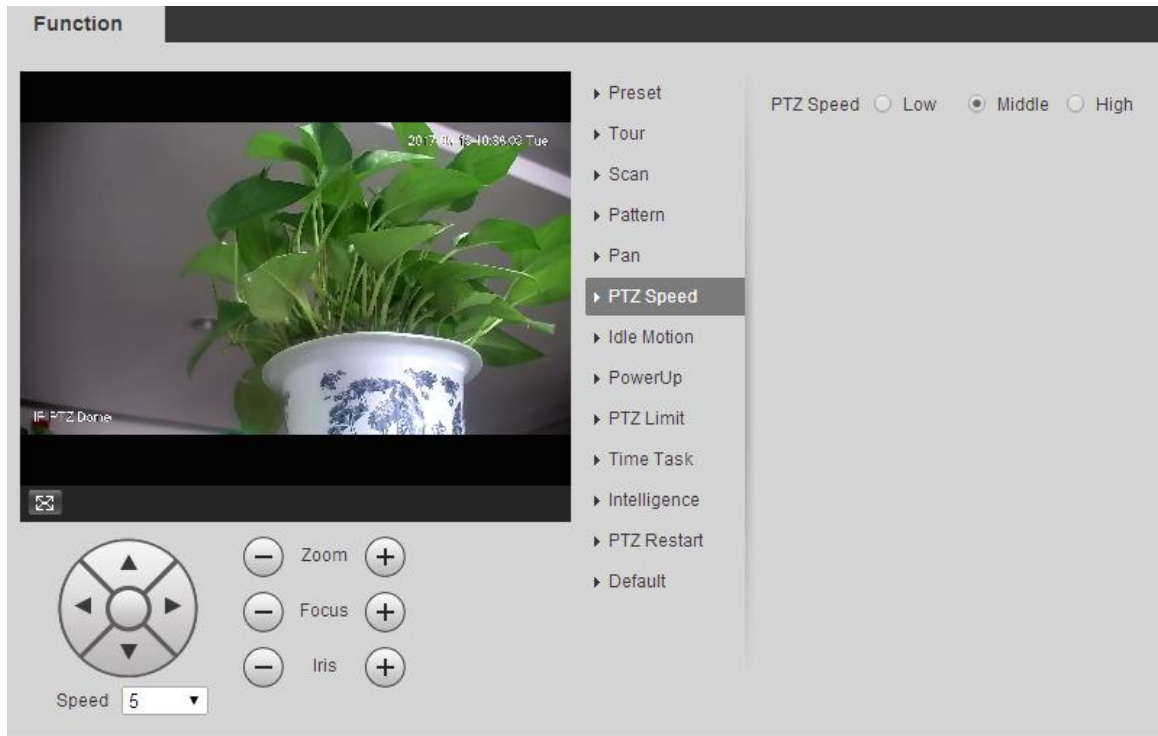 Function
Tue
PTZ Dome
Preset
Tour
Scan
Pattern
Pan
PTZ Speed
Idle Motion
PowerUp
PTZ Limit
Time Task
Intelligence
PTZ Restart
Default
PTZ Speed Low Middle High
Zoom
Focus
Iris
Speed 5